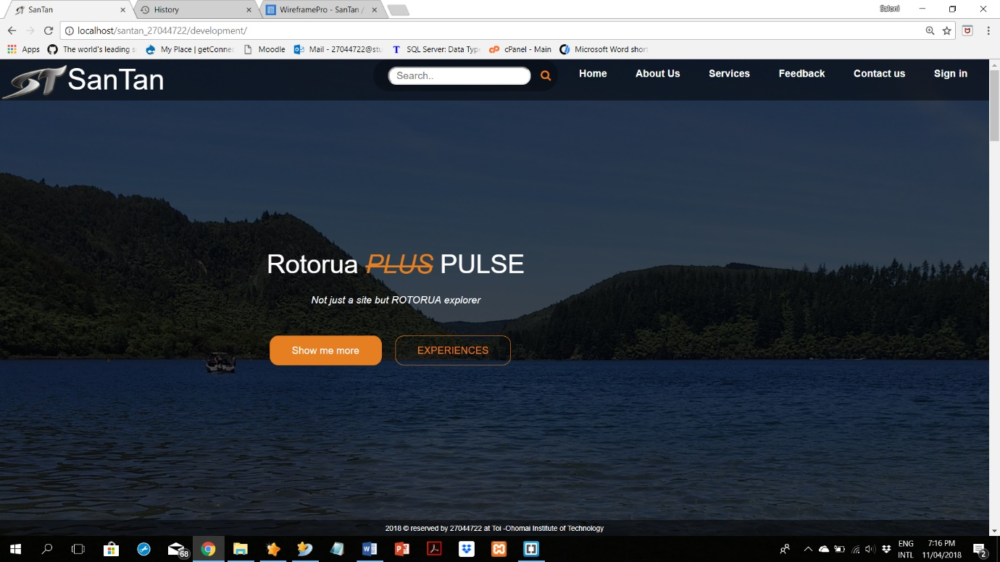 SanTan
History
WireframePro - SanTan /
Saloni
localhost/santan_27044722/development/
Apps
The world's leading s
My Place | getConnec
Moodle
Mail - 27044722@stu
SQL Server: Data Type
cPanel - Main
Microsoft Word short
ST SanTan
Search..
Home
About Us
Services
Feedback
Contact us
Sign in
Rotorua PLUS PULSE
Not just a site but ROTORUA explorer
Show me more
EXPERIENCES
2018 © reserved by 27044722 at Toi -Ohomai Institute of Technology
68
ENG
INTL
7:16 PM
11/04/2018
2